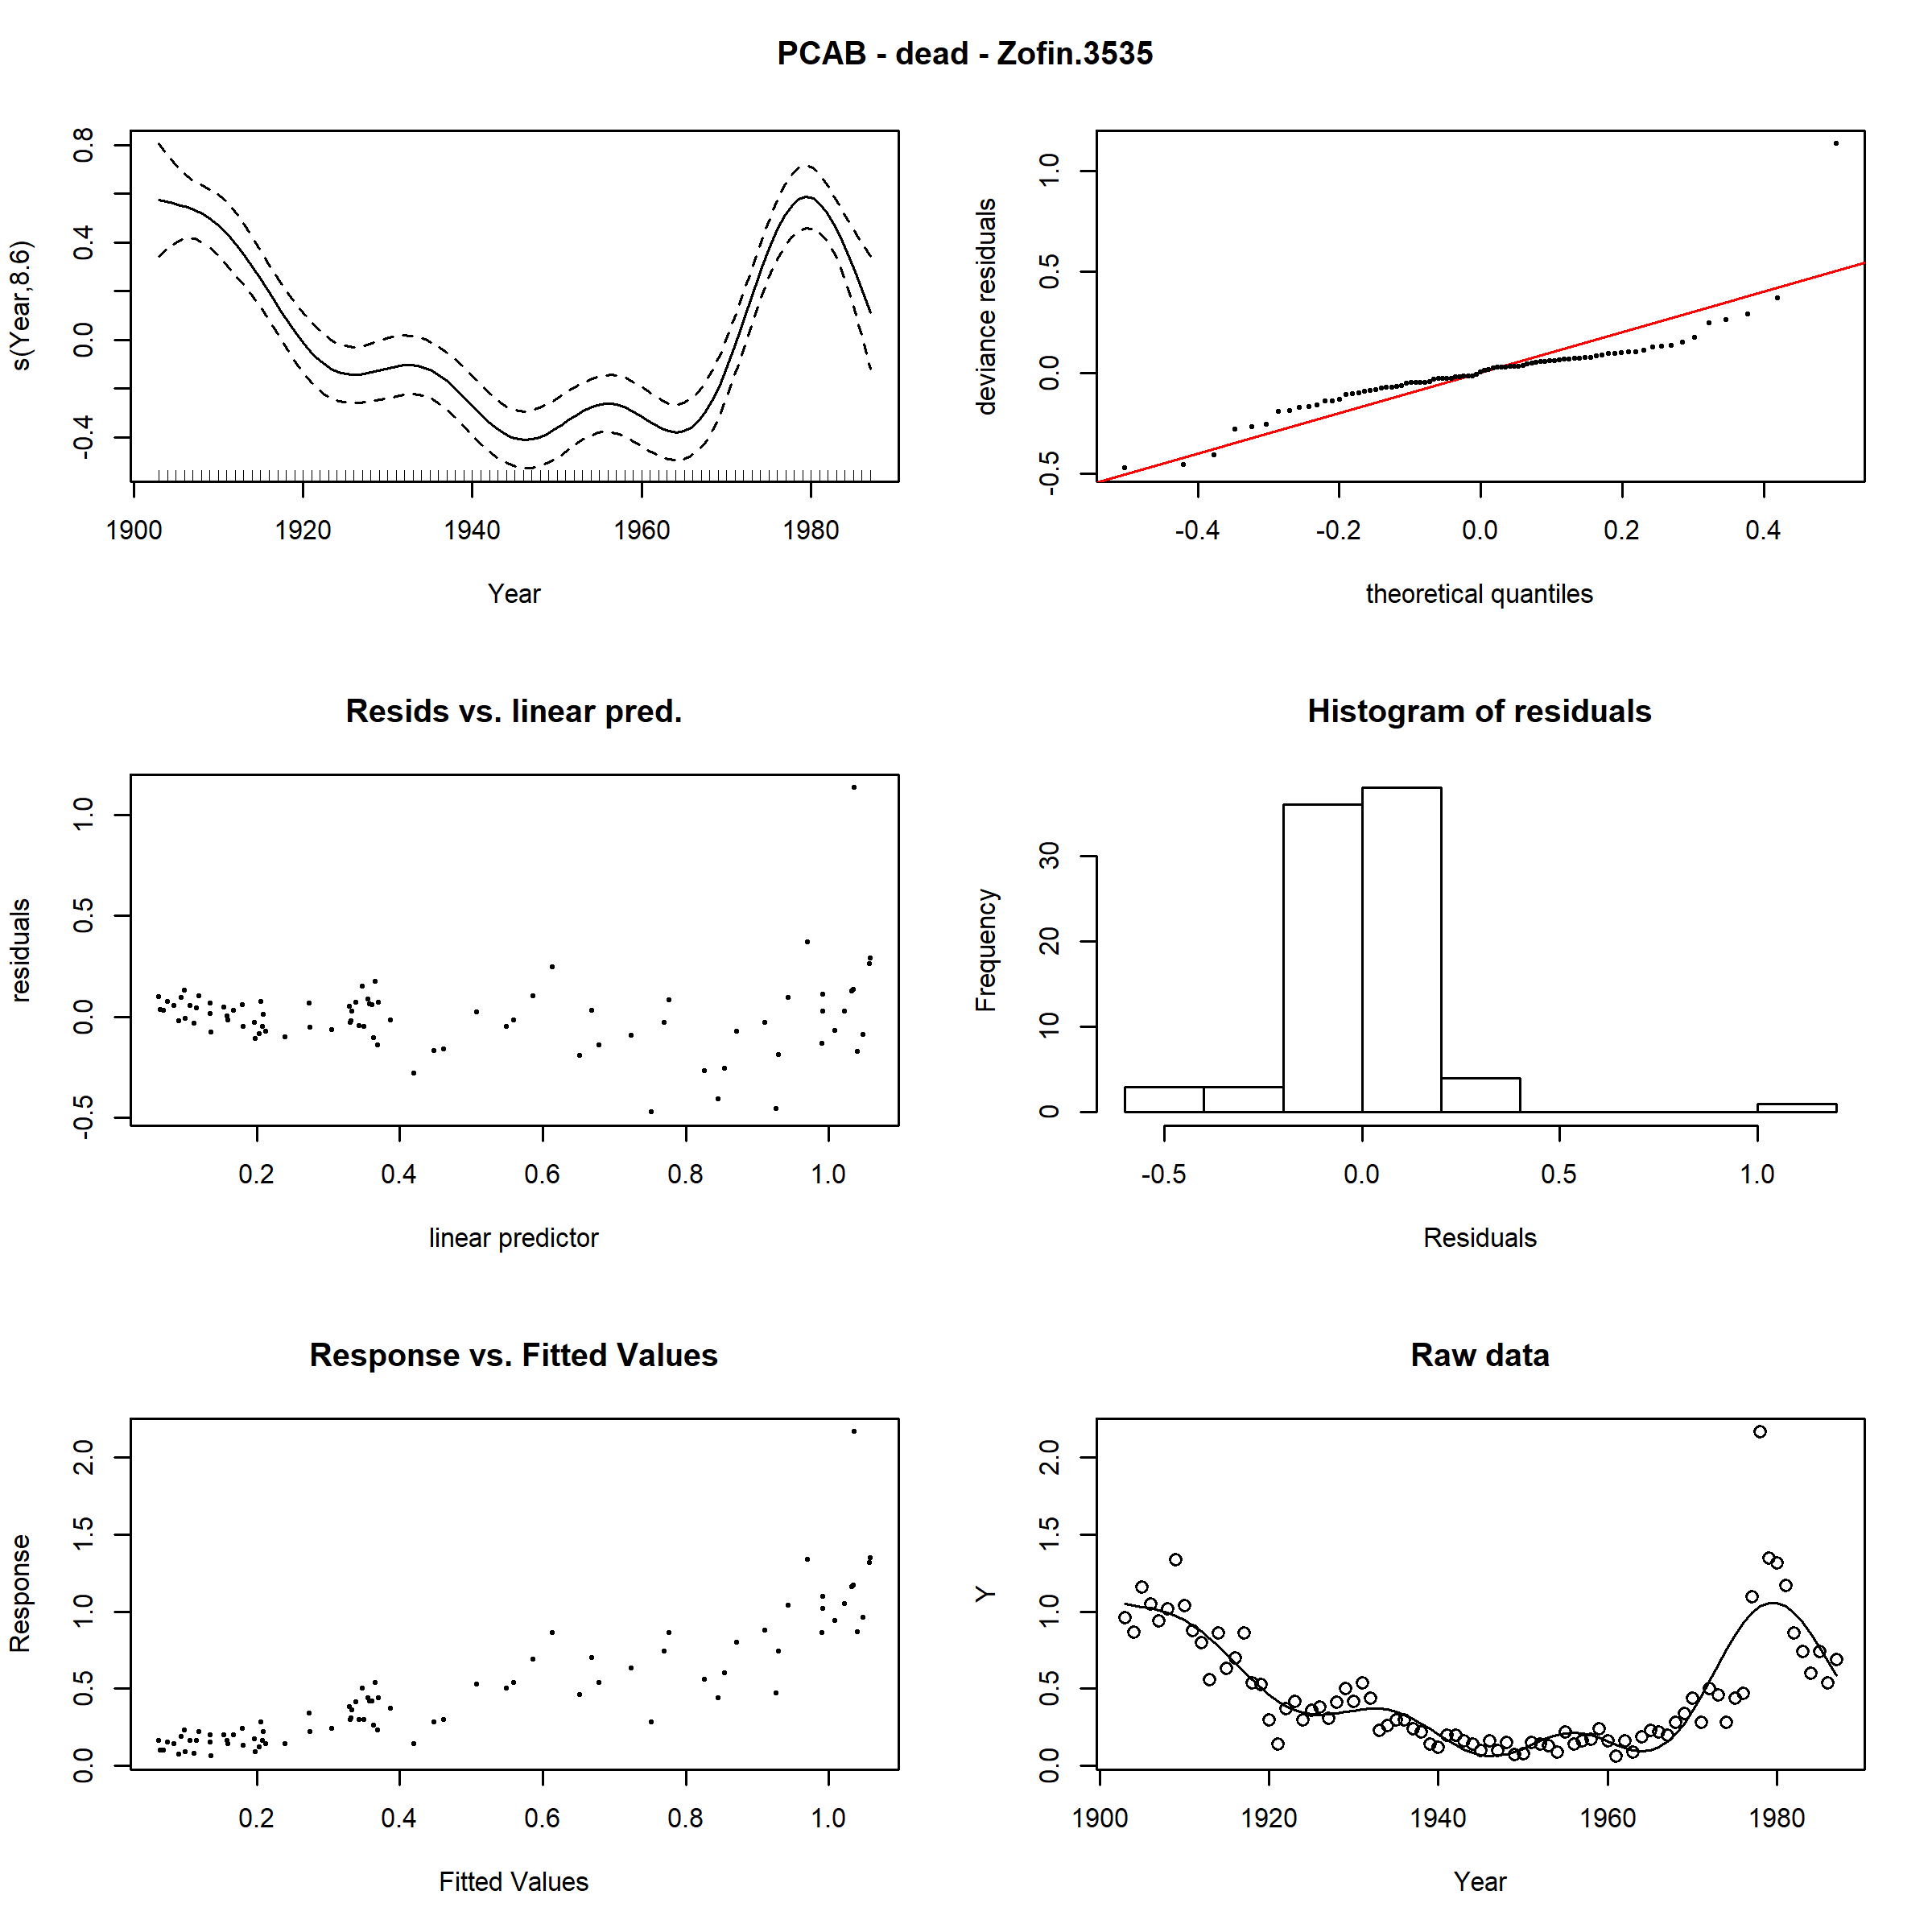 PCAB - dead - Zofin.3535
s(Year,8.6)
0.8
0.4
0.0
-0.4
1900 1920 1940 1960 1980
Year
deviance residuals
1.0
0.5
0.0
-0.5
-0.4 -0.2 0.0 0.2 0.4
theoretical quantiles
Resids vs. linear pred.
residuals
1.0
0.5
0.0
-0.5
0.2 0.4 0.6 0.8 1.0
linear predictor
Histogram of residuals
Frequency
30
20
10
0
-0.5 0.0 0.5 1.0
Residuals
Response vs. Fitted Values
Response
2.0
1.5
1.0
0.5
0.0
0.2 0.4 0.6 0.8 1.0
Fitted Values
Raw data
Y
2.0
1.5
1.0
0.5
0.0
1900 1920 1940 1960 1980
Year